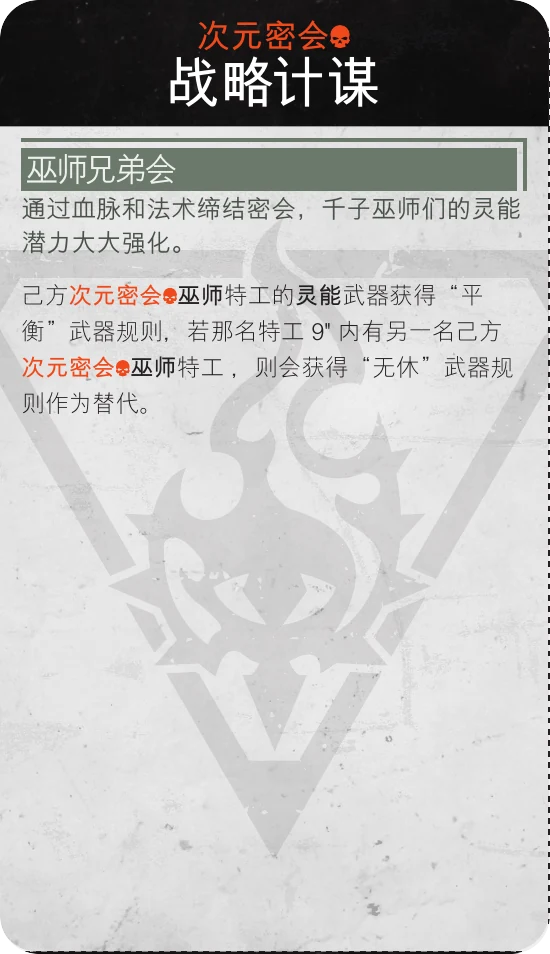 次元密会
战略计谋
巫师兄弟会
通过血脉和法术缔结密会，千子巫师们的灵能
潜力大大强化。
己方次元密会巫师特工的灵能武器获得“平
衡”武器规则，若那名特工 9" 内有另一名己方
次元密会巫师特工，则会获得“无休”武器规
则作为替代。